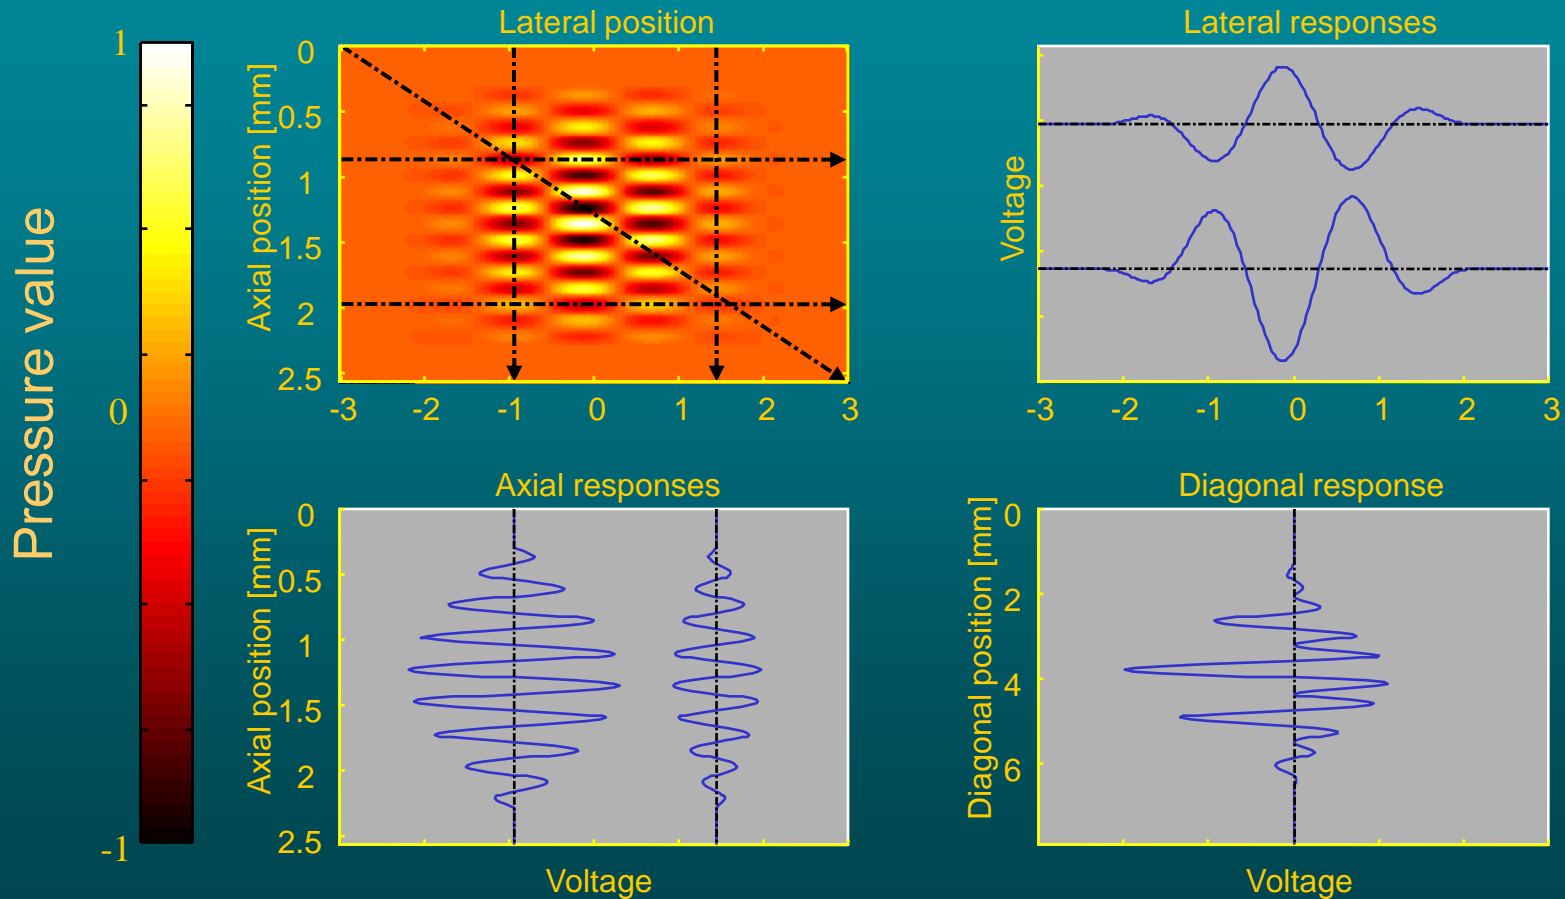 Pressure value
1
0
-1
Lateral position
Axial position [mm]
0
0.5
1
1.5
2
2.5
-3 -2 -1 0 1 2 3
Lateral responses
Voltage
-3 -2 -1 0 1 2 3
Axial responses
Axial position [mm]
0
0.5
1
1.5
2
2.5
Voltage
Diagonal response
Diagonal position [mm]
0
2
4
6
Voltage